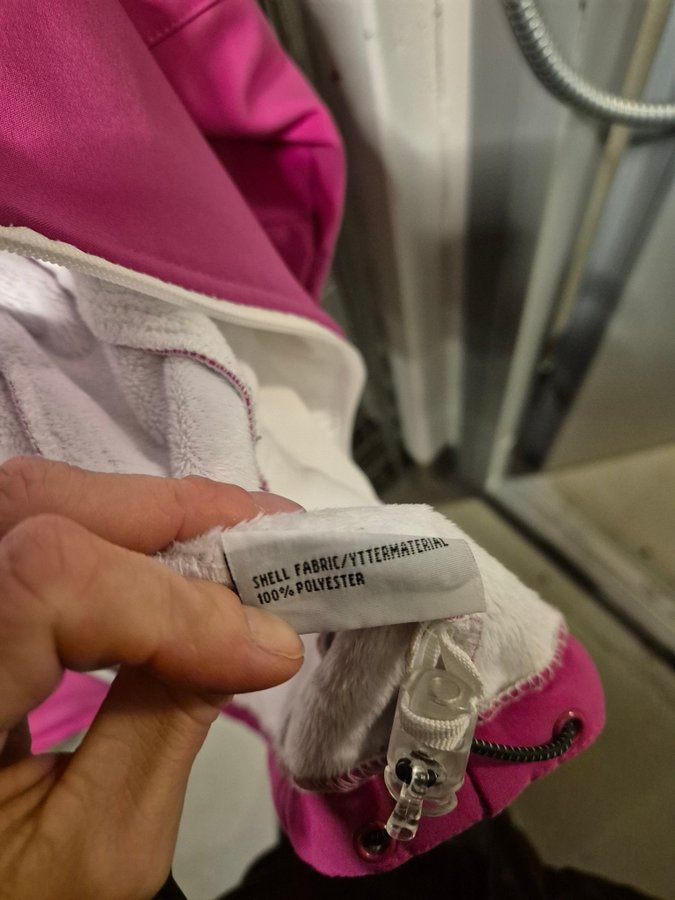 SHELL FABRIC/YTTERMATERIAL
100% POLYESTER